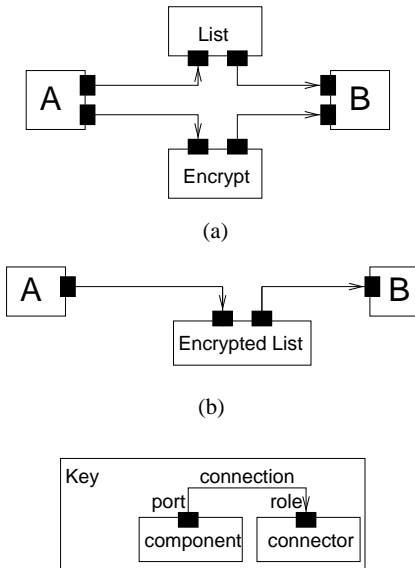 List
A
B
Encrypt
(a)
A
B
Encrypted List
(b)
Key
connection
port
role
component
connector